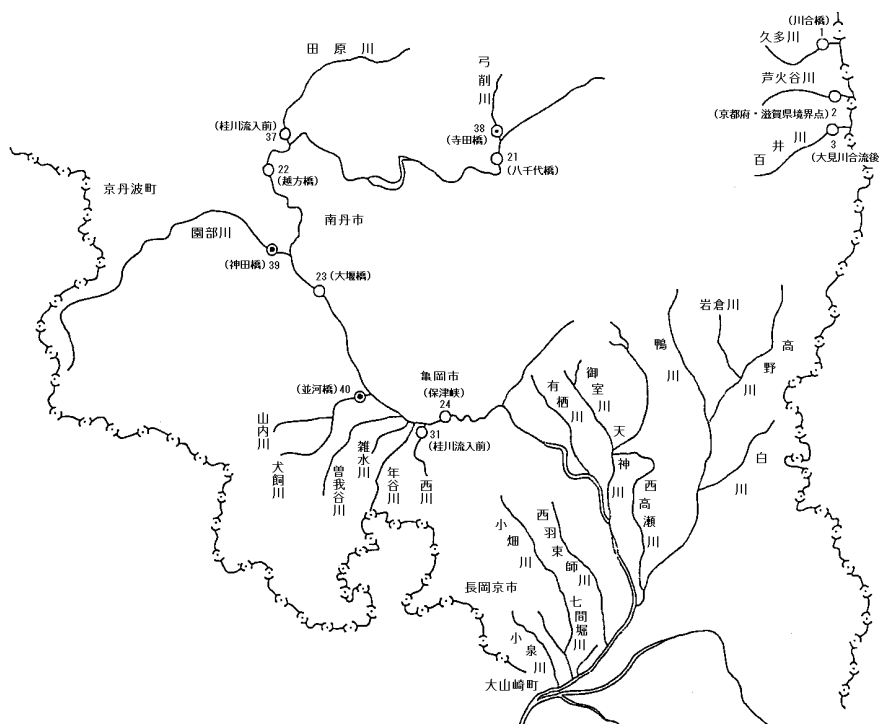 田原川
弓削川
(川合橋)
久多川
1
芦火谷川
(京都府・滋賀県境界点)
2
百井川
3
(大見川合流後
(桂川流入前)
37
38
(寺田橋)
21
(八千代橋)
22
(越方橋)
京丹波町
南丹市
園部川
(神田橋)39
23(大堰橋)
(並河橋)40
亀岡市
(保津峡)
24
31
(桂川流入前)
山内川
犬飼川
曽我谷川
雑水川
年谷川
西川
有栖川
御室川
天神川
西高瀬川
鴨川
岩倉川
高野川
白川
小畑川
西羽束師川
七間堀川
長岡京市
小泉川
大山崎町